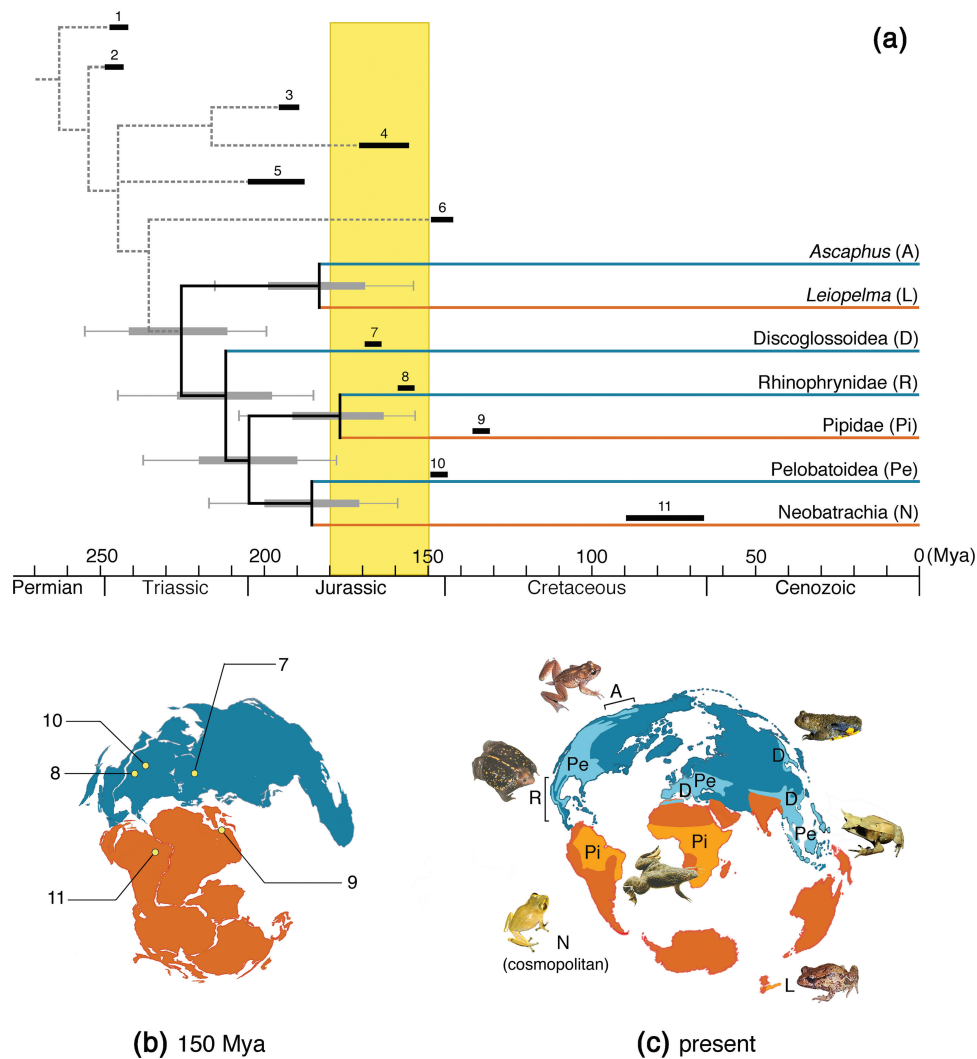 (a)
1
2
3
4
5
6
Ascaphus (A)
Leiopelma (L)
7
Discoglossoidea (D)
8
Rhinophrynidae (R)
9
Pipidae (Pi)
10
Pelobatoidea (Pe)
11
Neobatrachia (N)
250 200 150 100 50 0 (Mya)
Permian Triassic Jurassic Cretaceous Cenozoic
7
10
8
11
9
A
Pe
R
D
Pe
D
D
Pe
Pi
Pi
N
(cosmopolitan)
L
(b) 150 Mya
(c) present